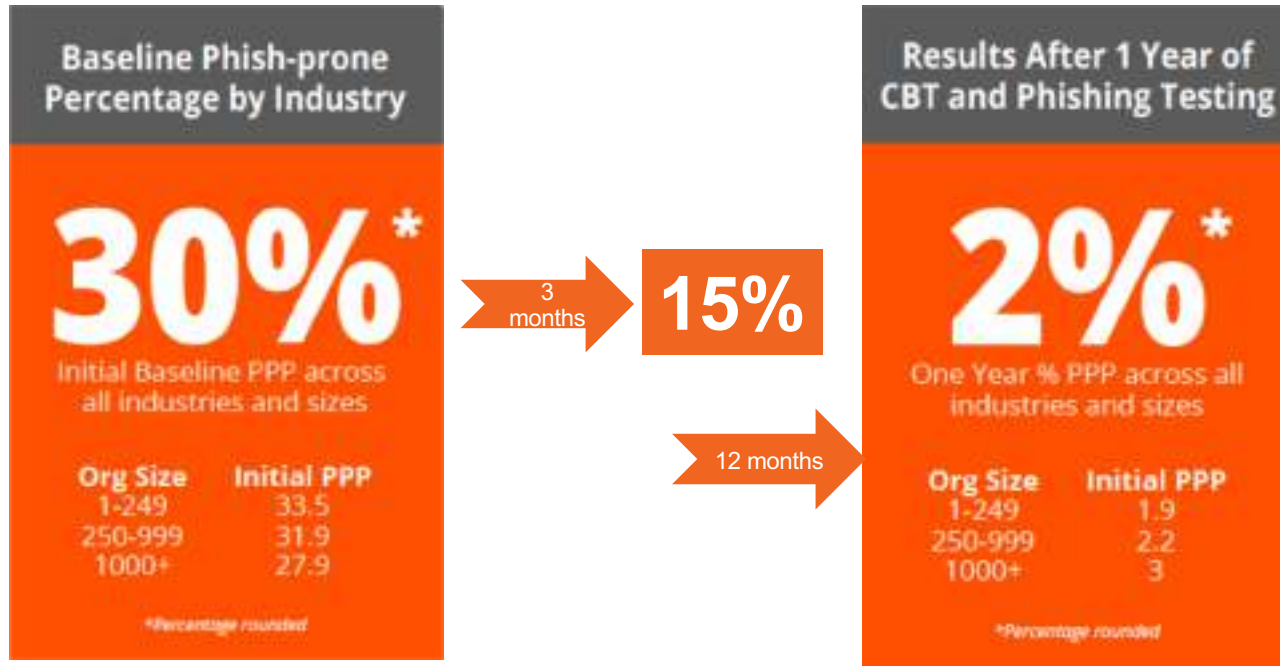 Baseline Phish-prone
Percentage by Industry
30%*
Initial Baseline PPP across
all industries and sizes
Org Size Initial PPP
1-249 33.5
250-999 31.9
1000+ 27.9
*Percentage rounded
3
months
15%
12 months
Results After 1 Year of
CBT and Phishing Testing
2%*
One Year % PPP across all
industries and sizes
Org Size Initial PPP
1-249 1.9
250-999 2.2
1000+ 3
*Percentage rounded